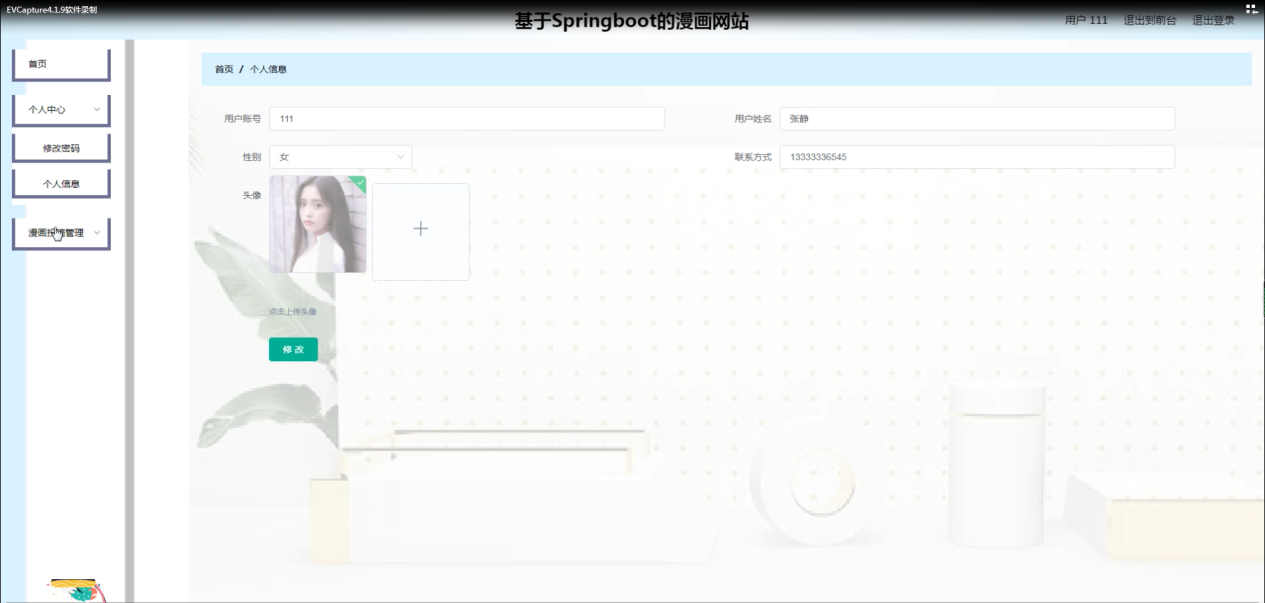 EVCapture4.1.9软件录制
基于Springboot的漫画网站
用户 111 退出到前台 退出登录
首页
个人中心
修改密码
个人信息
首页 / 个人信息
用户账号 111
用户姓名 张静
性别 女
联系方式 13333336545
头像
点击上传头像
修改
漫画 管理